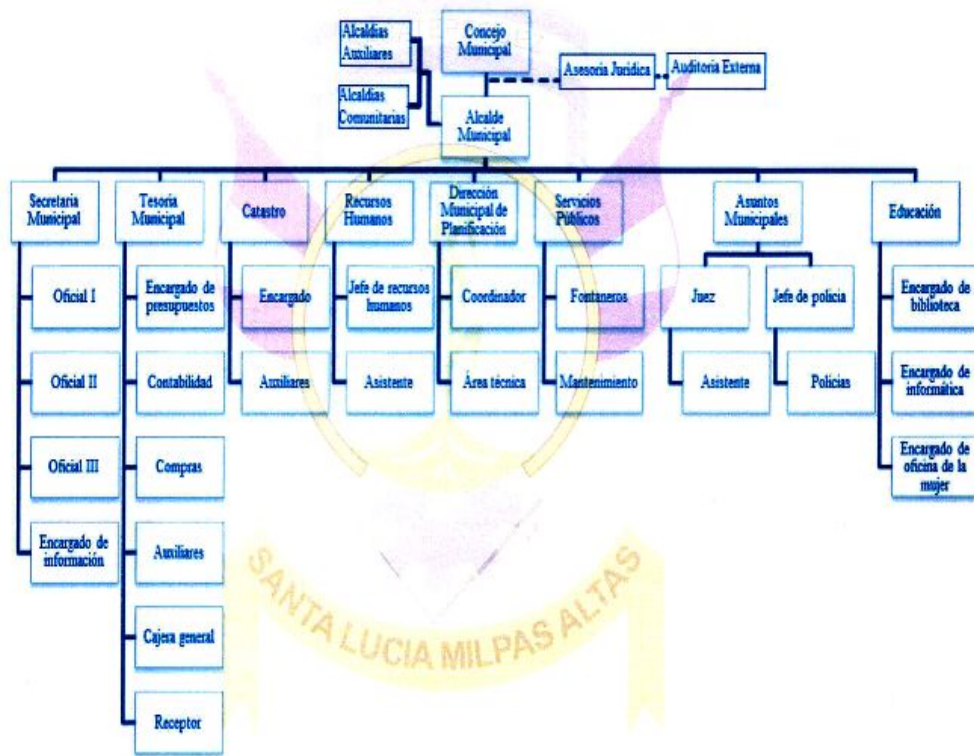 Alcaldías
Auxiliares
Concejo
Municipal
Asesoría Jurídica
Auditoria Externa
Alcaldías
Comunitarias
Alcalde
Municipal
Secretaria
Municipal
Tesoría
Municipal
Catastro
Recursos
Humanos
Dirección
Municipal de
Planificación
Servicios
Públicos
Asuntos
Municipales
Educación
Oficial I
Encargado de
presupuestos
Encargado
Jefe de recursos
humanos
Coordinador
Fontaneros
Juez
Jefe de policia
Encargado de
biblioteca
Oficial II
Contabilidad
Auxiliares
Asistente
Área técnica
Mantenimiento
Asistente
Policías
Encargado de
informática
Oficial III
Compras
Encargado de
oficina de la
mujer
Encargado de
información
Auxiliares
Cajera general
Receptor
SANTA LUCIA MILPAS ALTAS